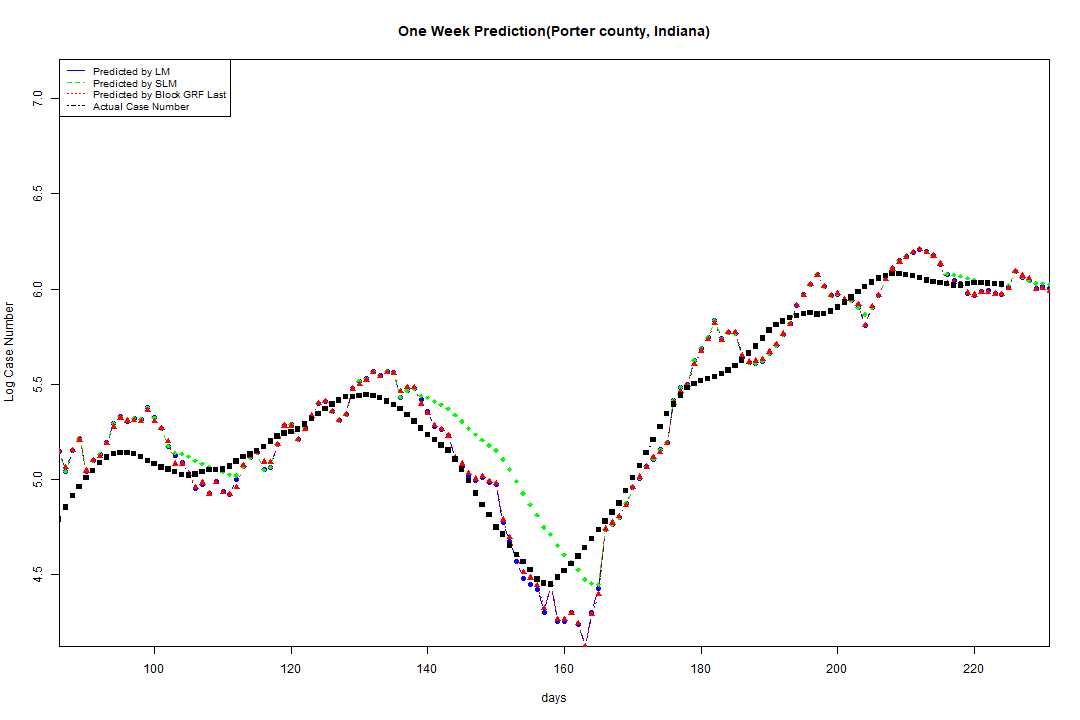 One Week Prediction(Porter county, Indiana)
Predicted by LM
Predicted by SLM
Predicted by Block GRF Last
Actual Case Number
7.0
6.5
6.0
5.5
5.0
4.5
Log Case Number
100 120 140 160 180 200 220
days